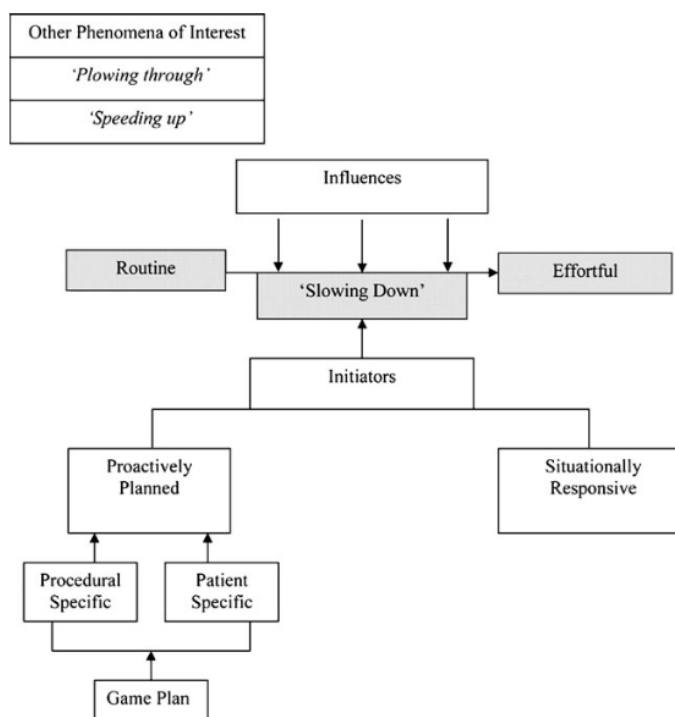 Other Phenomena of Interest
‘Plowing through’
‘Speeding up’
Influences
Routine
‘Slowing Down’
Effortful
Initiators
Proactively
Planned
Situationally
Responsive
Procedural
Specific
Patient
Specific
Game Plan